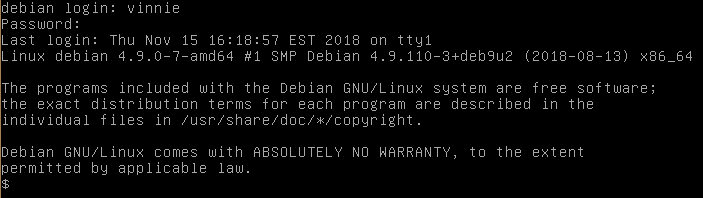 debian login: vinnie
Password:
Last login: Thu Nov 15 16:18:57 EST 2018 on tty1
Linux debian 4.9.0-7-amd64 #1 SMP Debian 4.9.110-3+deb9u2 (2018-08-13) x86_64

The programs included with the Debian GNU/Linux system are free software;
the exact distribution terms for each program are described in the
individual files in /usr/share/doc/*/copyright.

Debian GNU/Linux comes with ABSOLUTELY NO WARRANTY, to the extent
permitted by applicable law.
$